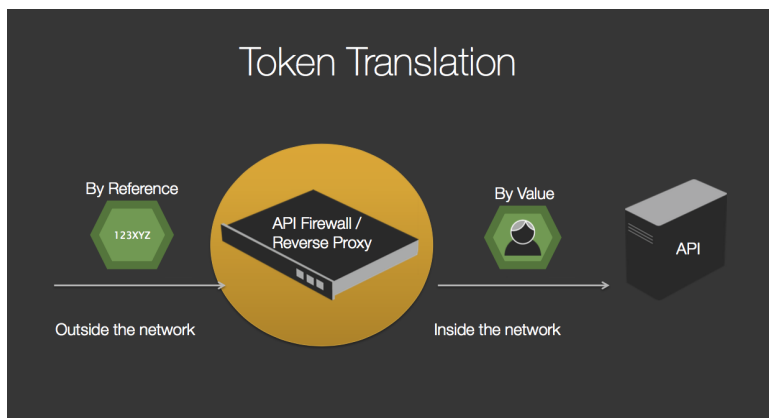 Token Translation
By Reference
123XYZ
Outside the network
API Firewall /
Reverse Proxy
By Value
Inside the network
API